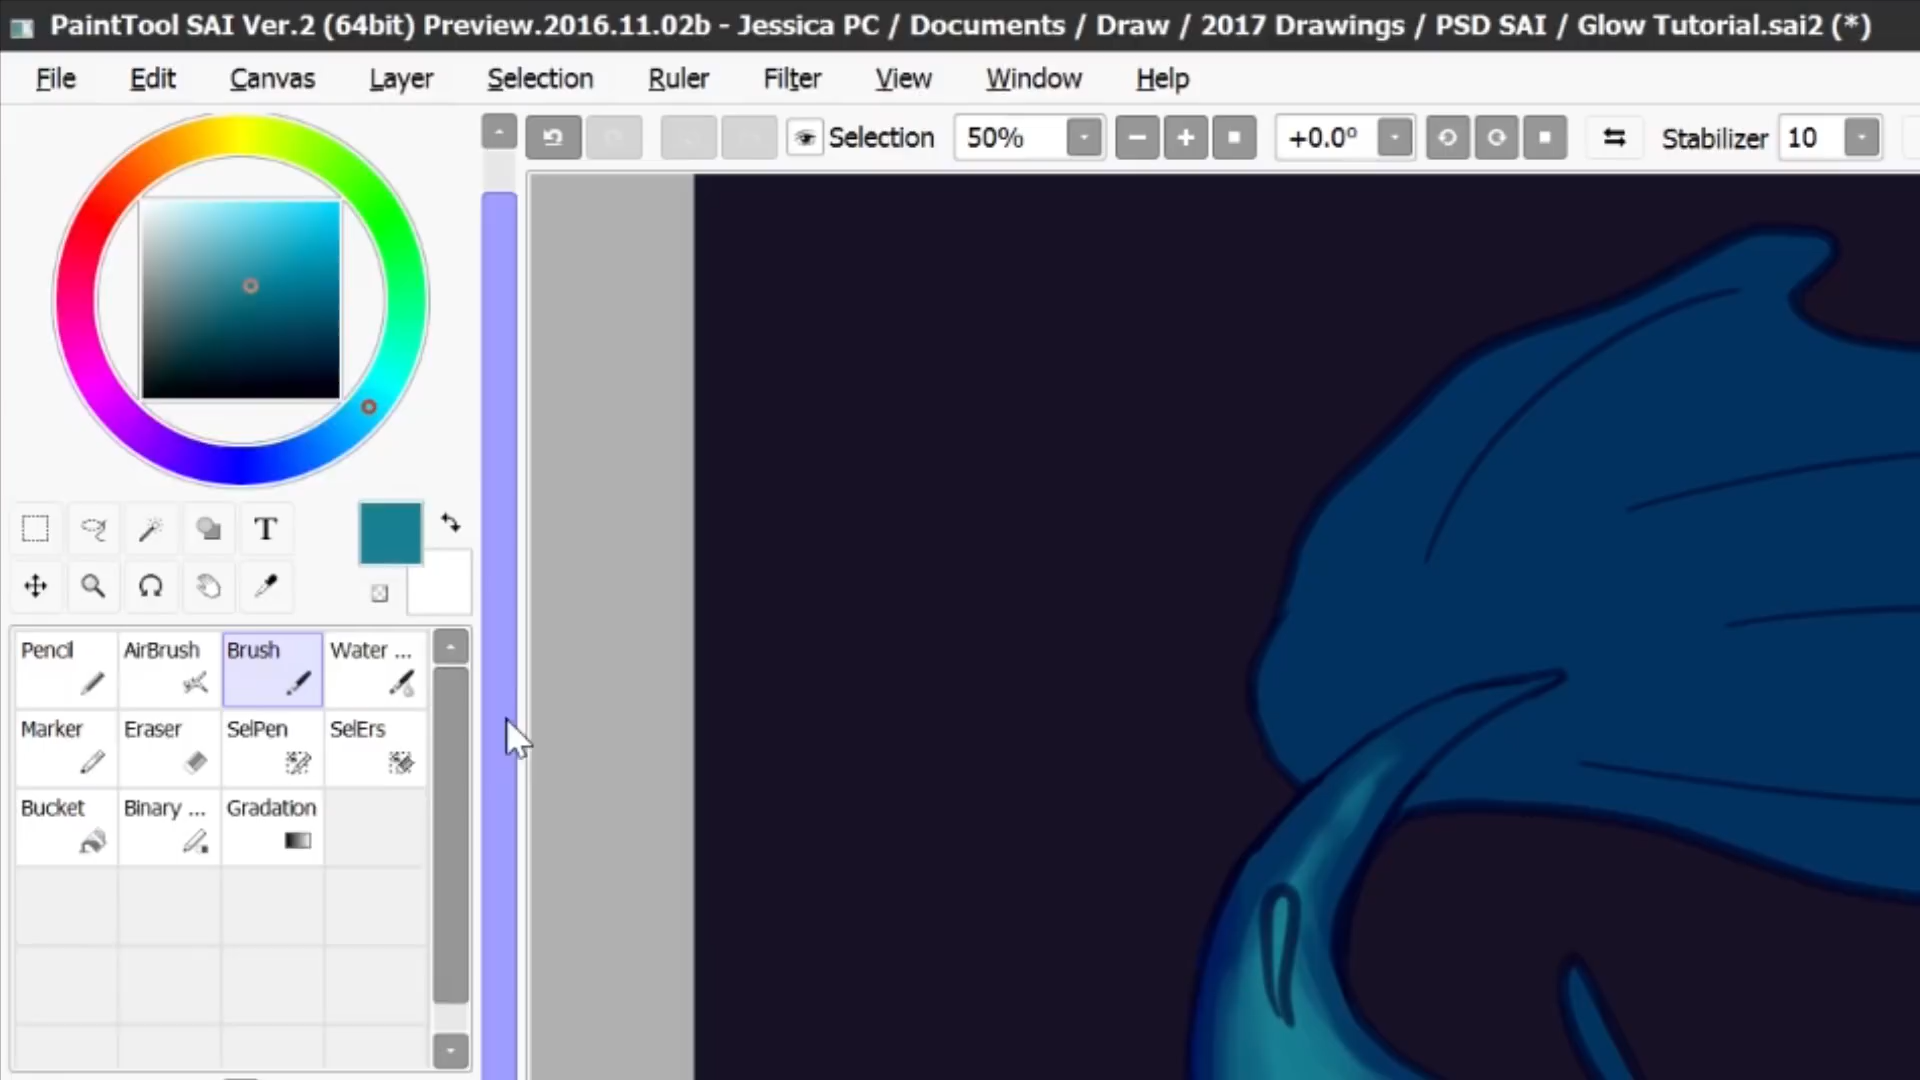 PaintTool SAI Ver.2 (64bit) Preview.2016.11.02b - Jessica PC / Documents / Draw / 2017 Drawings / PSD SAI / Glow Tutorial.sai2 (*)
File Edit Canvas Layer Selection Ruler Filter View Window Help
Selection 50% +0.0º Stabilizer 10
T
Pencil AirBrush Brush Water ...
Marker Eraser SelPen SelErs
Bucket Binary ... Gradation